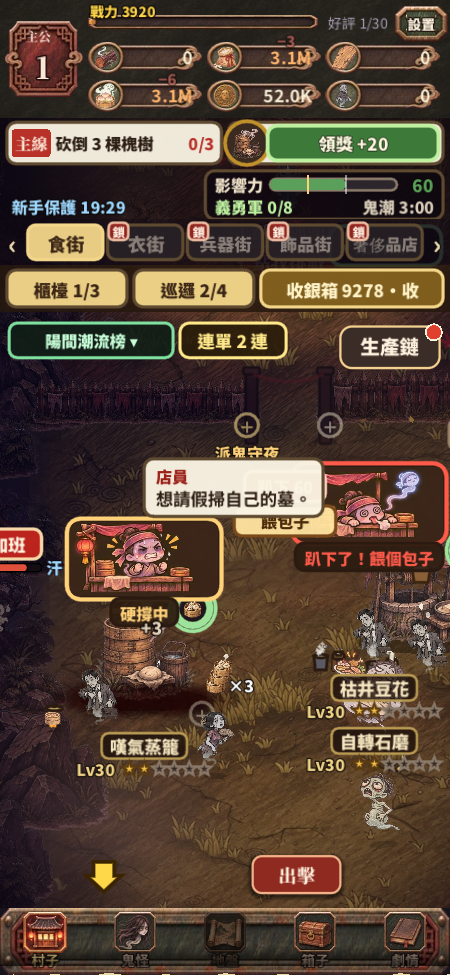 戰力.3920
好評 1/30
設置
主公
1
0
-3
3.1M
0
-6
3.1M
52.0K
0
主線 砍倒 3 棵槐樹 0/3
領獎 +20
影響力 60
新手保護 19:29
義勇軍 0/8
鬼潮 3:00
‹
食街
鎖
衣街
鎖
兵器街
鎖
飾品街
鎖
奢侈品店
›
櫃檯 1/3
巡邏 2/4
收銀箱 9278・收
陽間潮流榜 ▾
連單 2 連
生產鏈
派鬼守夜
店員
想請假掃自己的墓。
餵包子
加班
汗
趴下了！餵個包子
硬撐中
+3
×3
枯井豆花
Lv30 ★★☆☆☆☆
嘆氣蒸籠
Lv30 ★★☆☆☆☆
自轉石磨
Lv30 ★★☆☆☆☆
出擊
村子
鬼怪
地盤
箱子
劇情